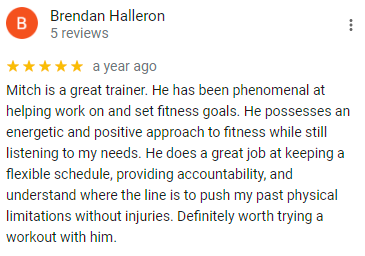 B
Brendan Halleron
5 reviews
a year ago
Mitch is a great trainer. He has been phenomenal at
helping work on and set fitness goals. He possesses an
energetic and positive approach to fitness while still
listening to my needs. He does a great job at keeping a
flexible schedule, providing accountability, and
understand where the line is to push my past physical
limitations without injuries. Definitely worth trying a
workout with him.